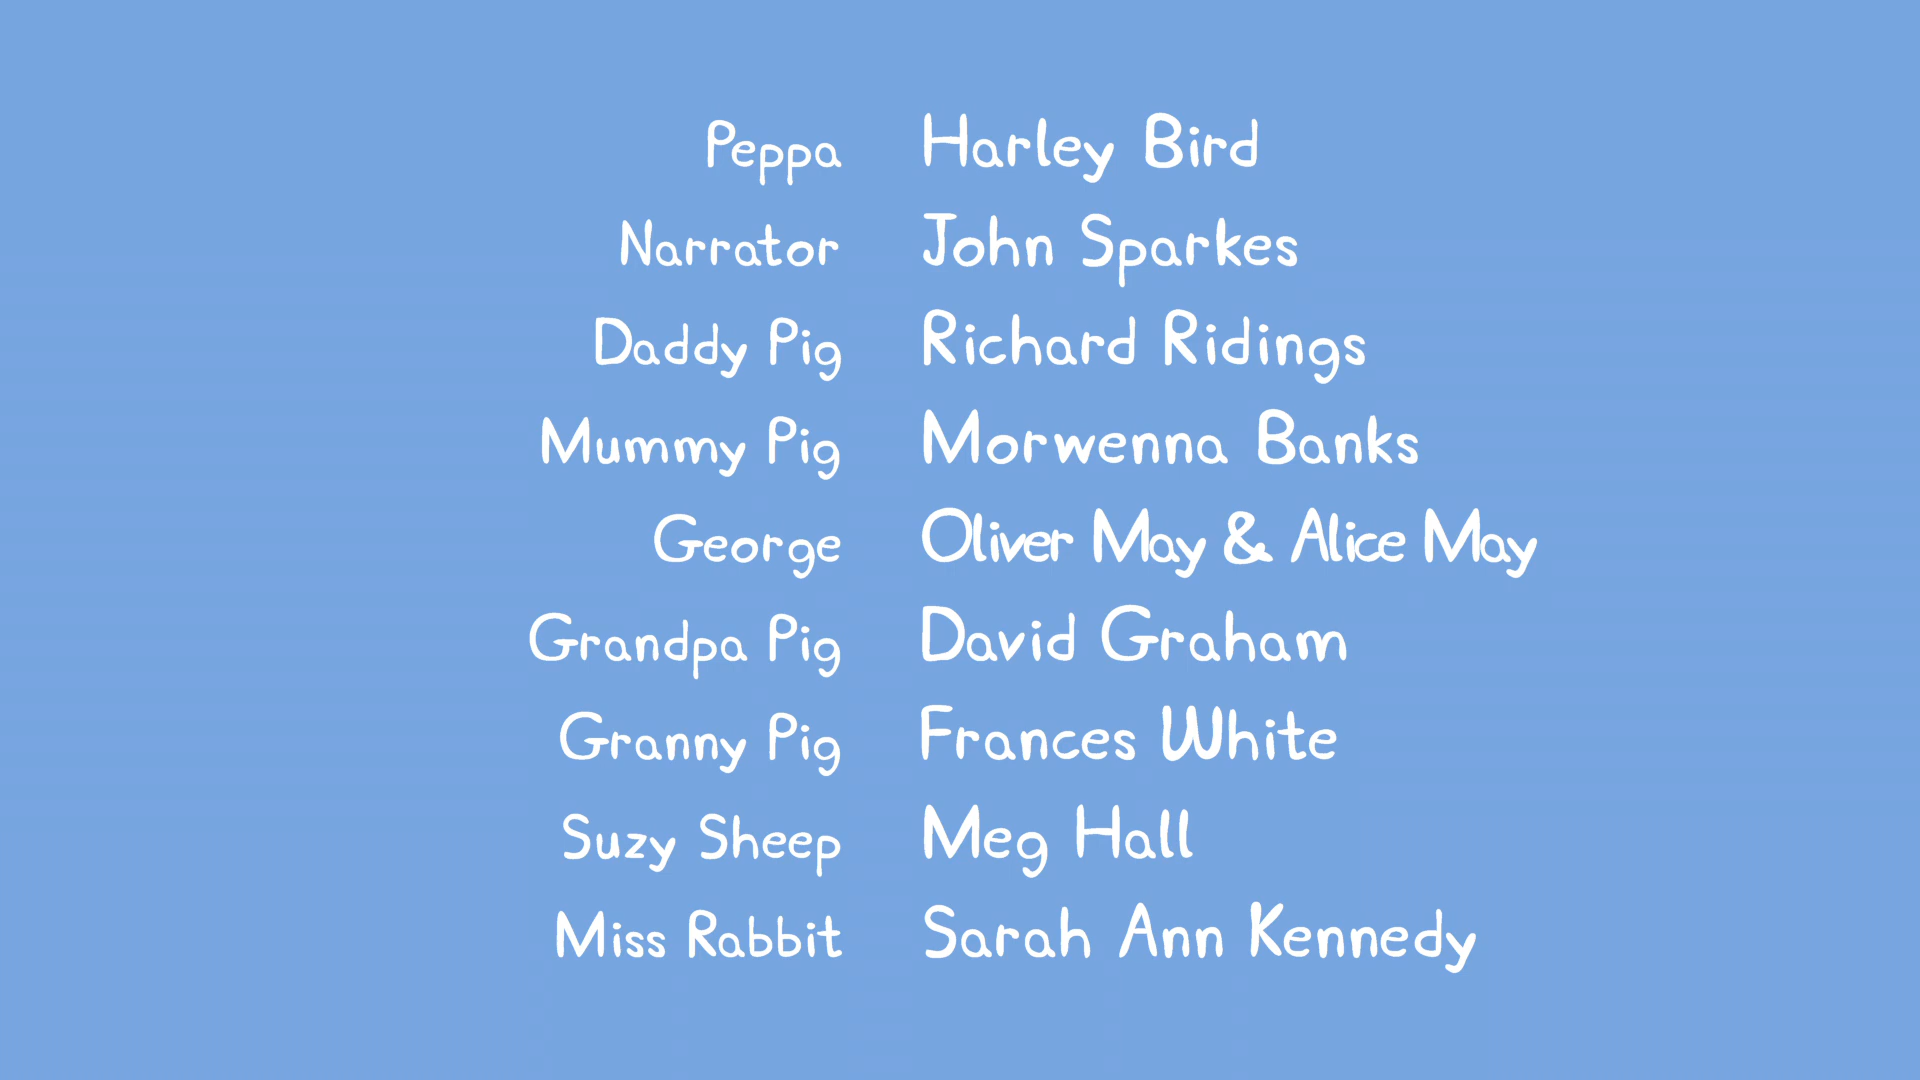 Peppa Harley Bird
Narrator John Sparkes
Daddy Pig Richard Ridings
Mummy Pig Morwenna Banks
George Oliver May & Alice May
Grandpa Pig David Graham
Granny Pig Frances White
Suzy Sheep Meg Hall
Miss Rabbit Sarah Ann Kennedy